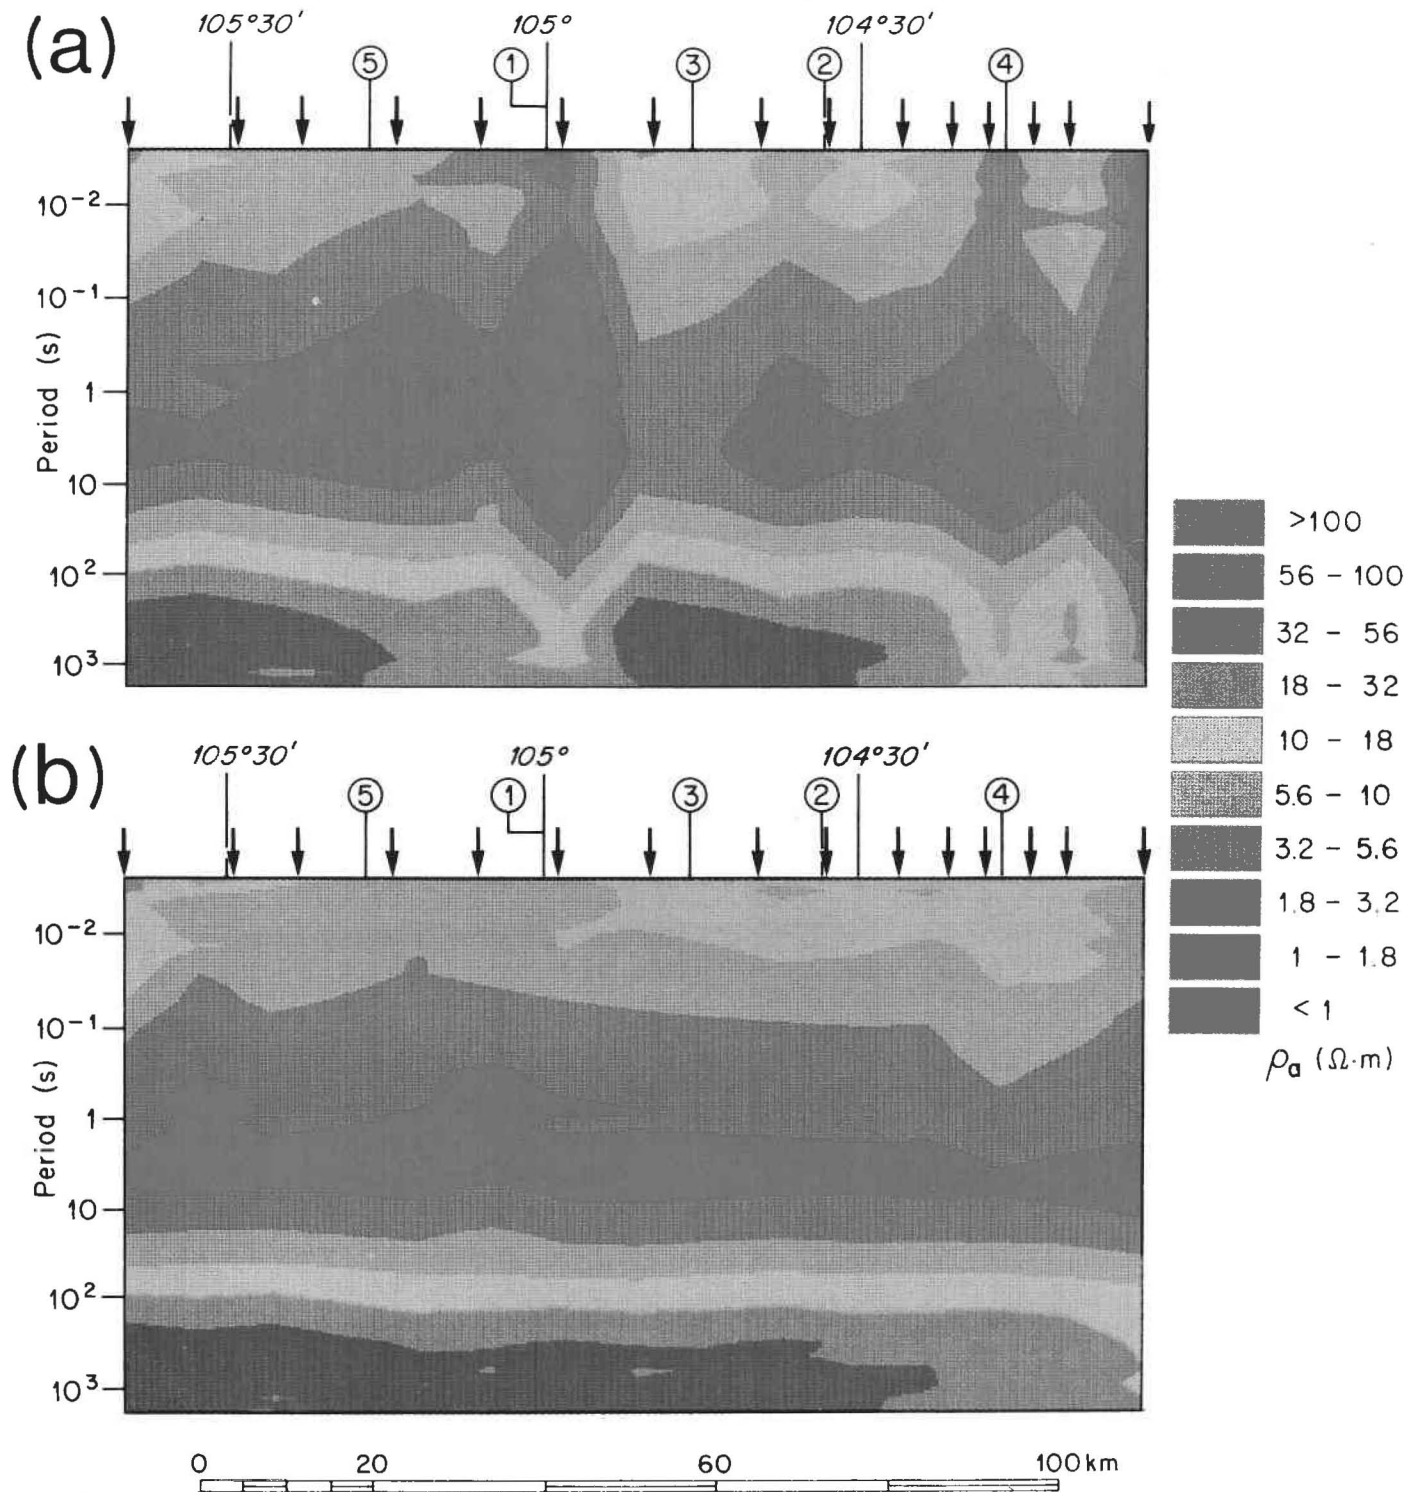 (a)
105°30' 105° 104°30'
5 1 3 2 4
10⁻²
10⁻¹
1
10
10²
10³
Period (s)
>100
56 - 100
32 - 56
18 - 32
10 - 18
5.6 - 10
3.2 - 5.6
1.8 - 3.2
1 - 1.8
< 1
ρa (Ω·m)
(b)
105°30' 105° 104°30'
5 1 3 2 4
10⁻²
10⁻¹
1
10
10²
10³
Period (s)
0 20 60 100 km